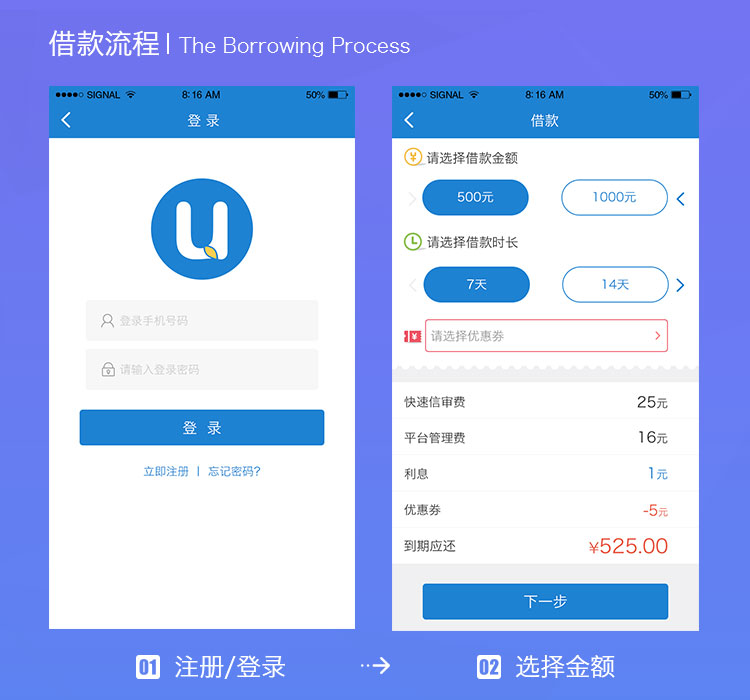 借款流程 | The Borrowing Process
SIGNAL 8:16 AM 50%
登录
U
登录手机号码
请输入登录密码
登 录
立即注册 | 忘记密码?
SIGNAL 8:16 AM 50%
借款
¥ 请选择借款金额
500元 1000元
请选择借款时长
7天 14天
¥ 请选择优惠券
快速信审费 25元
平台管理费 16元
利息 1元
优惠券 -5元
到期应还 ¥525.00
下一步
01 注册/登录
02 选择金额